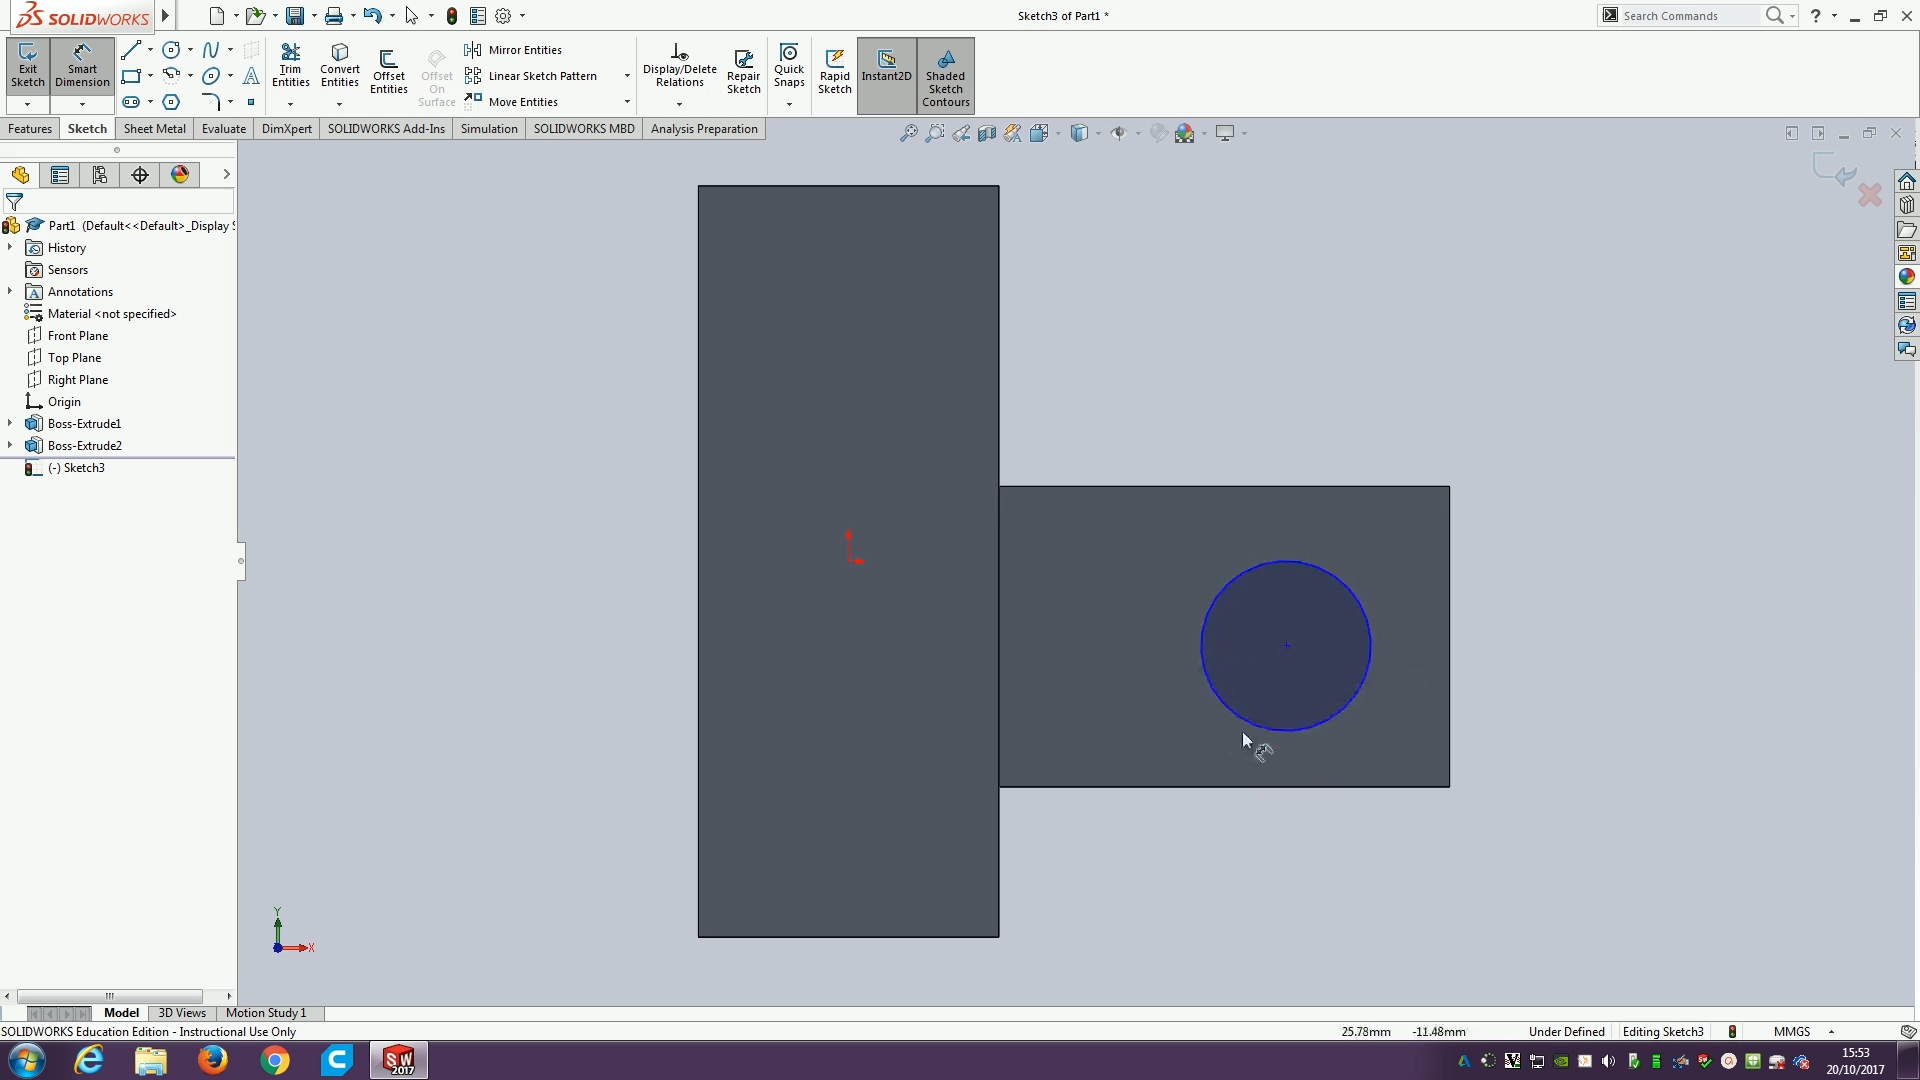 SOLIDWORKS
Sketch3 of Part1 *
Search Commands
?
Exit Sketch
Smart Dimension
Trim Entities
Convert Entities
Offset Entities
Offset On Surface
Mirror Entities
Linear Sketch Pattern
Move Entities
Display/Delete Relations
Repair Sketch
Quick Snaps
Rapid Sketch
Instant2D
Shaded Sketch Contours
Features
Sketch
Sheet Metal
Evaluate
DimXpert
SOLIDWORKS Add-Ins
Simulation
SOLIDWORKS MBD
Analysis Preparation
Part1 (Default<<Default>_Display
History
Sensors
Annotations
Material <not specified>
Front Plane
Top Plane
Right Plane
Origin
Boss-Extrude1
Boss-Extrude2
(-) Sketch3
Y
X
Model
3D Views
Motion Study 1
SOLIDWORKS Education Edition - Instructional Use Only
25.78mm
-11.48mm
Under Defined
Editing Sketch3
MMGS
SW
2017
15:53
20/10/2017